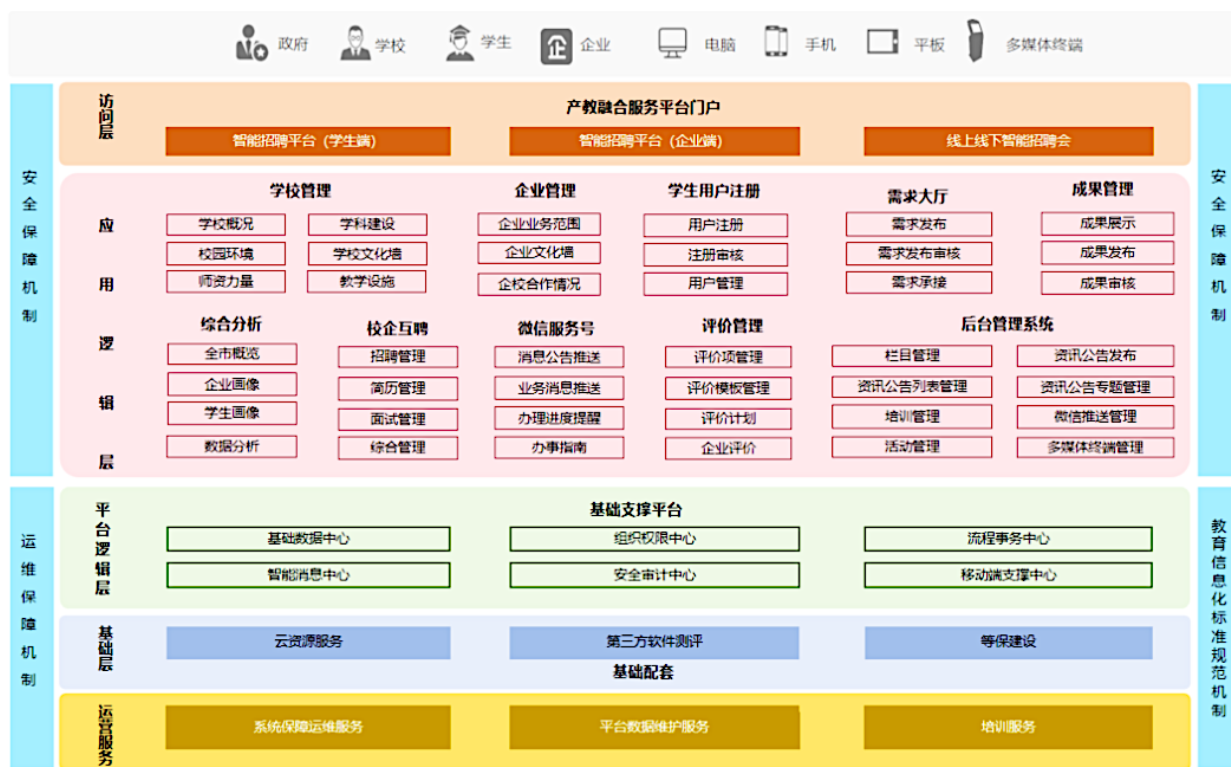 政府 学校 学生 企业 电脑 手机 平板 多媒体终端
安全保障机制
运维保障机制
访问层
产教融合服务平台门户
智能招聘平台（学生端） 智能招聘平台（企业端） 线上线下智能招聘会
应用逻辑层
学校管理
学校概况 学科建设
校园环境 学校文化墙
师资力量 教学设施
企业管理
企业业务范围
企业文化墙
企校合作情况
学生用户注册
用户注册
注册审核
用户管理
需求大厅
需求发布
需求发布审核
需求承接
成果管理
成果展示
成果发布
成果审核
综合分析
全市概览
企业画像
学生画像
数据分析
校企互聘
招聘管理
简历管理
面试管理
综合管理
微信服务号
消息公告推送
业务消息推送
办理进度提醒
办事指南
评价管理
评价项管理
评价模板管理
评价计划
企业评价
后台管理系统
栏目管理 资讯公告发布
资讯公告列表管理 资讯公告专题管理
培训管理 微信推送管理
活动管理 多媒体终端管理
平台逻辑层
基础支撑平台
基础数据中心 组织权限中心 流程事务中心
智能消息中心 安全审计中心 移动端支撑中心
基础层
云资源服务 第三方软件测评 等保建设
基础配套
运营服务
系统保障运维服务 平台数据维护服务 培训服务
安全保障机制
教育信息化标准规范机制